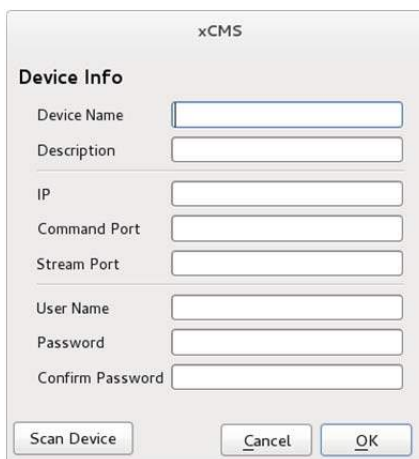 xCMS
Device Info
Device Name
Description
IP
Command Port
Stream Port
User Name
Password
Confirm Password
Scan Device
Cancel
OK